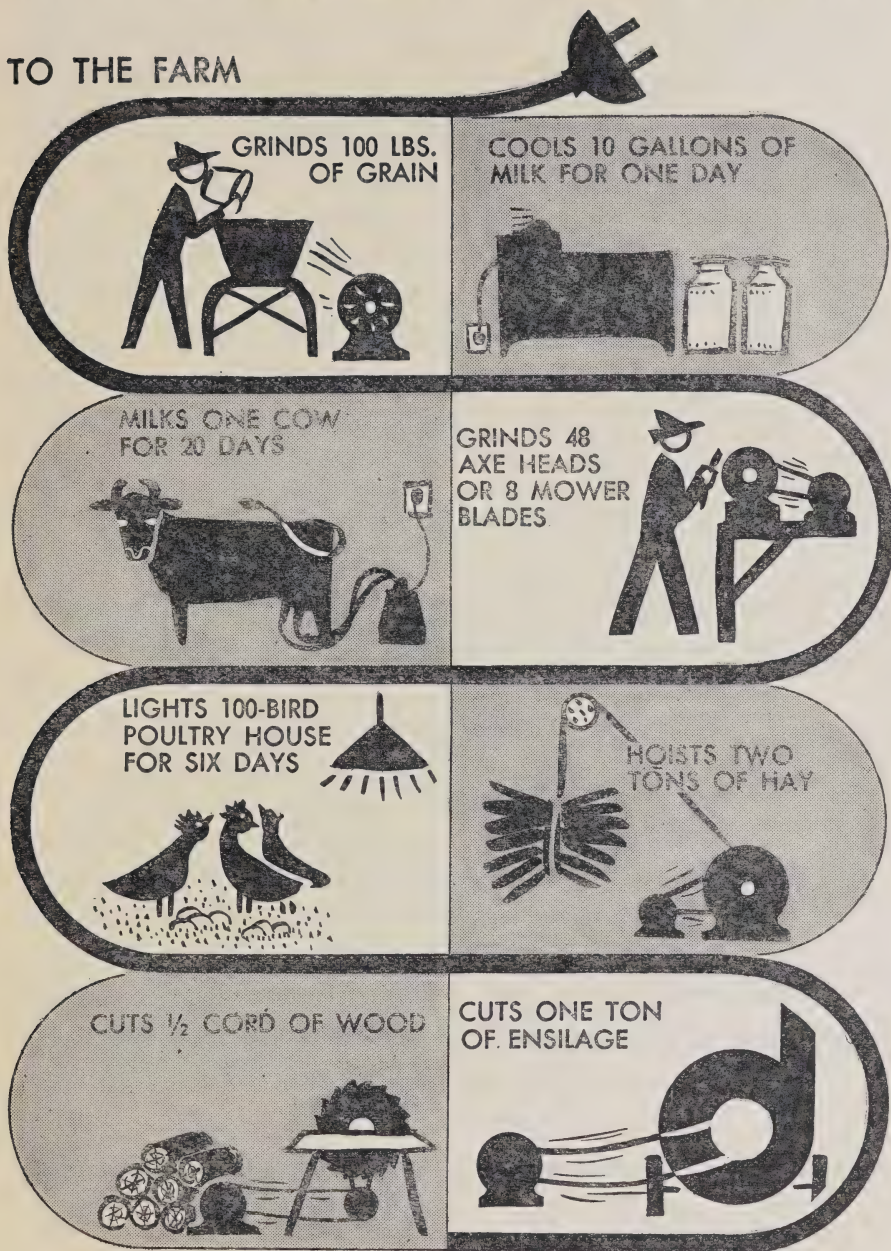 TO THE FARM
GRINDS 100 LBS.
OF GRAIN
COOLS 10 GALLONS OF
MILK FOR ONE DAY
MILKS ONE COW
FOR 20 DAYS
GRINDS 48
AXE HEADS
OR 8 MOWER
BLADES
LIGHTS 100-BIRD
POULTRY HOUSE
FOR SIX DAYS
HOISTS TWO
TONS OF HAY
CUTS ½ CORD OF WOOD
CUTS ONE TON
OF ENSILAGE